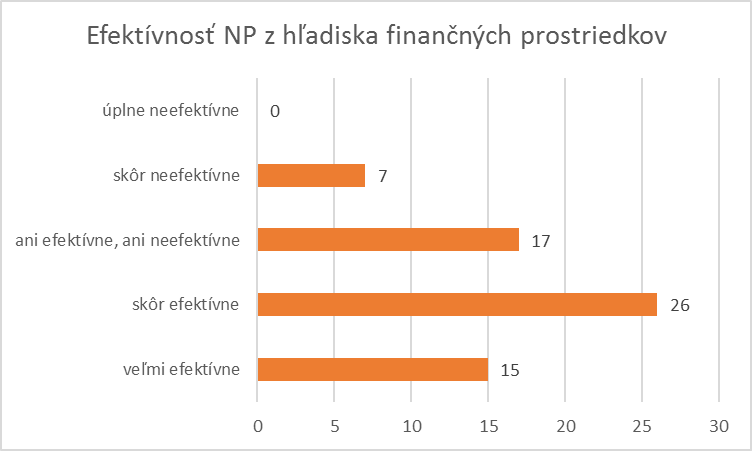 Efektívnosť NP z hľadiska finančných prostriedkov
úplne neefektívne 0
skôr neefektívne 7
ani efektívne, ani neefektívne 17
skôr efektívne 26
veľmi efektívne 15
0 5 10 15 20 25 30